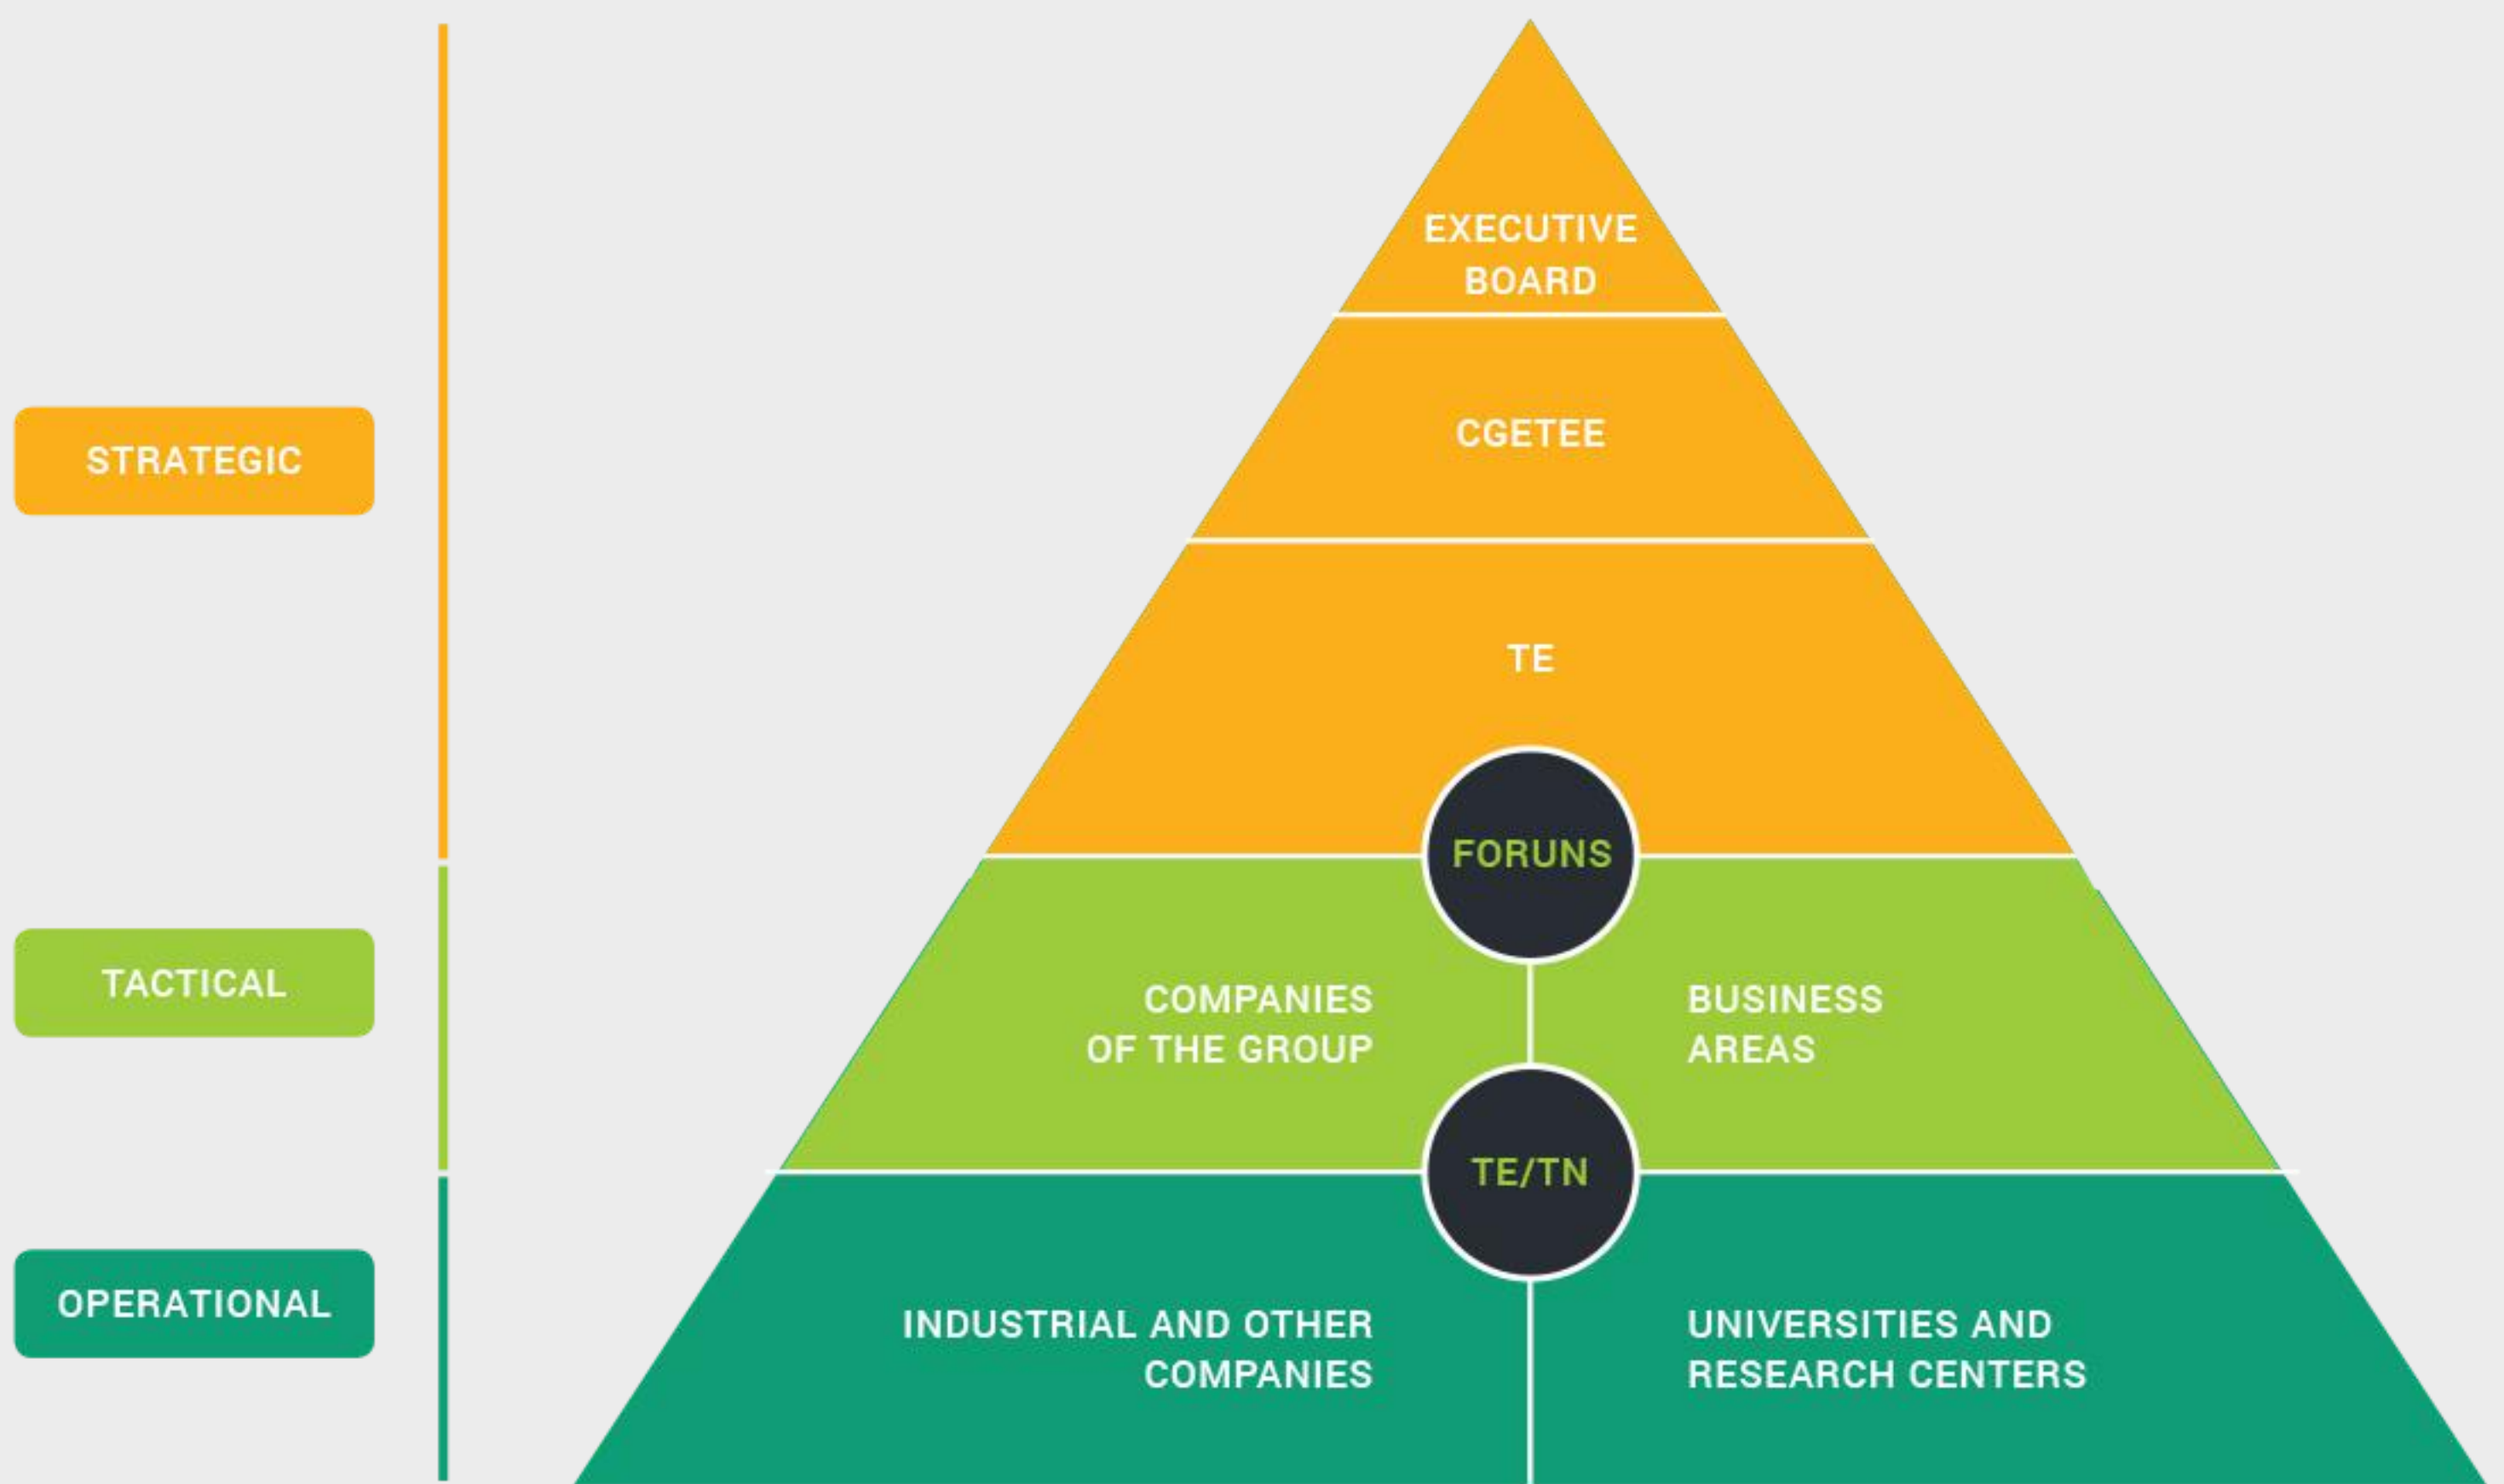 EXECUTIVE
BOARD
STRATEGIC
CGETEE
TE
FORUNS
TACTICAL
COMPANIES
OF THE GROUP
BUSINESS
AREAS
TE/TN
OPERATIONAL
INDUSTRIAL AND OTHER
COMPANIES
UNIVERSITIES AND
RESEARCH CENTERS